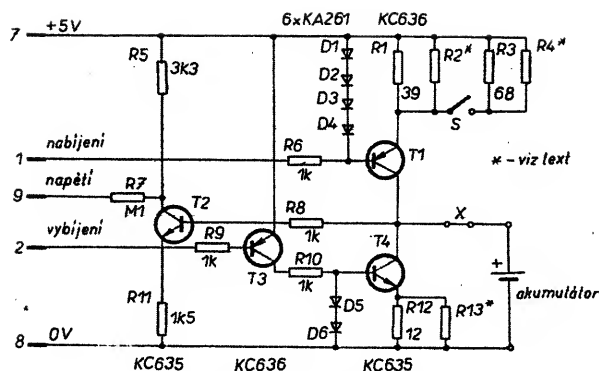 6xKA261 KC636
7 +5V
R5
3K3
D1
D2
D3
D4
R1
39
R2*
R3
68
R4*
S
1 nabíjení
R6
1k
T1
* - viz text
9 napětí
R7
M1
T2
R8
1k
X
2 vybíjení
R9
1k
T3
R10
1k
T4
+
akumulátor
R11
1k5
D5
D6
R12
12
R13*
8 0V
KC635 KC636 KC635